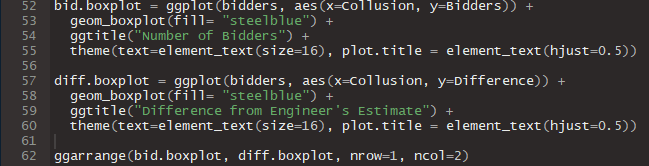 52 bid.boxplot = ggplot(bidders, aes(x=Collusion, y=Bidders)) +
53 geom_boxplot(fill= "steelblue") +
54 ggtitle("Number of Bidders") +
55 theme(text=element_text(size=16), plot.title = element_text(hjust=0.5))
56
57 diff.boxplot = ggplot(bidders, aes(x=Collusion, y=Difference)) +
58 geom_boxplot(fill= "steelblue") +
59 ggtitle("Difference from Engineer's Estimate") +
60 theme(text=element_text(size=16), plot.title = element_text(hjust=0.5))
61
62 ggarrange(bid.boxplot, diff.boxplot, nrow=1, ncol=2)